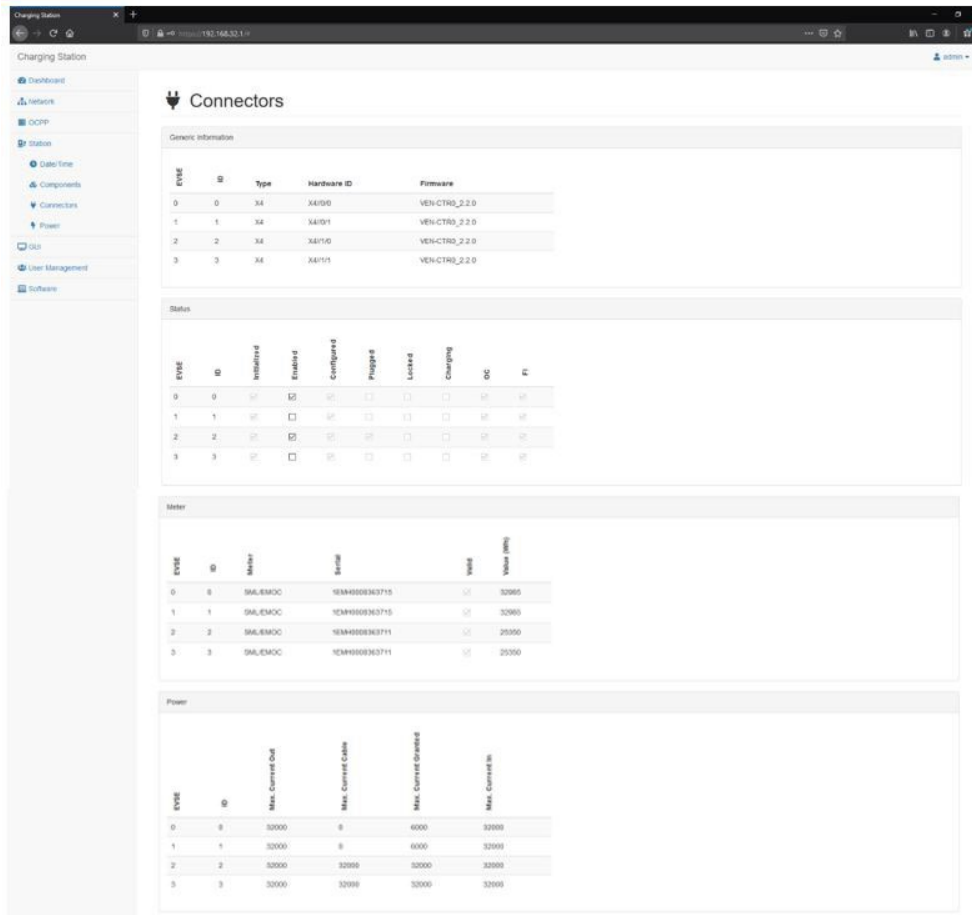 Charging Station
192.168.32.1/#
Charging Station
admin
Dashboard
Network
OCPP
Station
Date/Time
Components
Connectors
Power
GUI
User Management
Software
Connectors
Generic Information
EVSE ID Type Hardware ID Firmware
0 0 X4 X4//0/0 VEN-CTR0_2.2.0
1 1 X4 X4//0/1 VEN-CTR0_2.2.0
2 2 X4 X4//1/0 VEN-CTR0_2.2.0
3 3 X4 X4//1/1 VEN-CTR0_2.2.0
Status
EVSE ID Initialized Enabled Configured Plugged Locked Charging OC FI
0 0
1 1
2 2
3 3
Meter
EVSE ID Meter Serial Valid Value (Wh)
0 0 SML/EMOC 1EMH0008363715 32985
1 1 SML/EMOC 1EMH0008363715 32985
2 2 SML/EMOC 1EMH0008363711 25350
3 3 SML/EMOC 1EMH0008363711 25350
Power
EVSE ID Max. Current Out Max. Current Cable Max. Current Granted Max. Current In
0 0 32000 0 6000 32000
1 1 32000 0 6000 32000
2 2 32000 32000 32000 32000
3 3 32000 32000 32000 32000